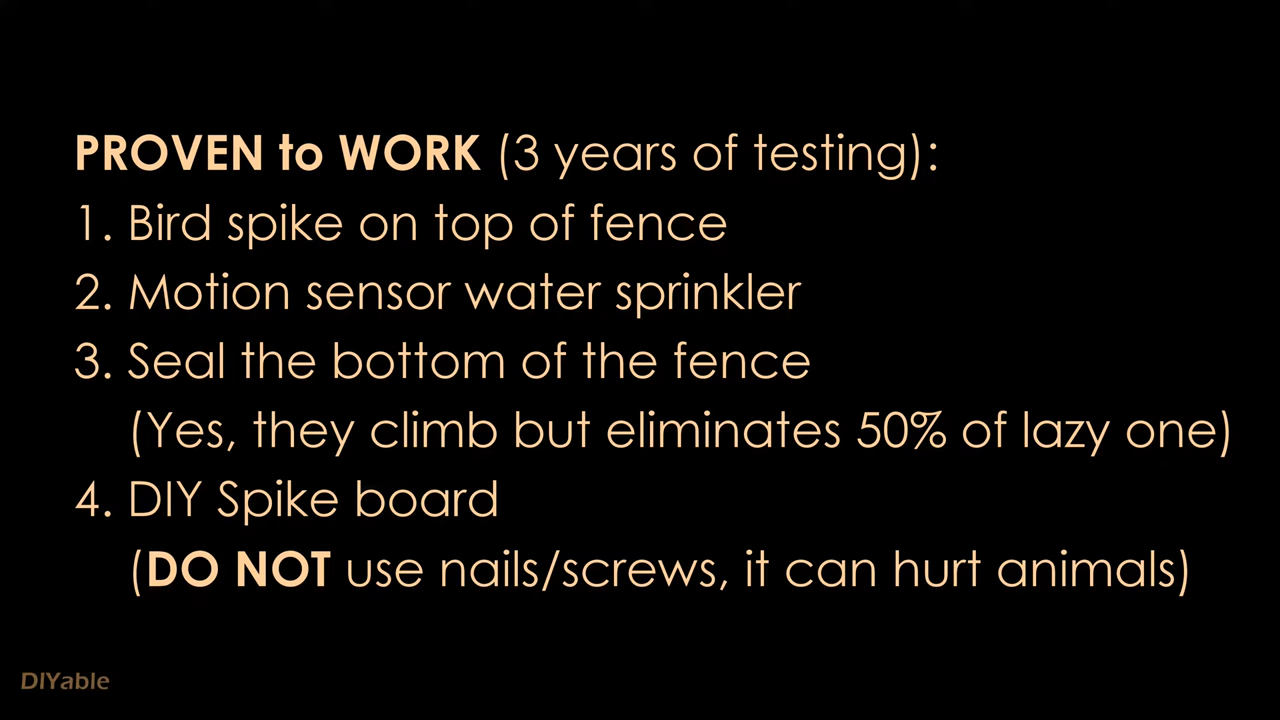 PROVEN to WORK (3 years of testing):
1. Bird spike on top of fence
2. Motion sensor water sprinkler
3. Seal the bottom of the fence
(Yes, they climb but eliminates 50% of lazy one)
4. DIY Spike board
(DO NOT use nails/screws, it can hurt animals)
DIYable